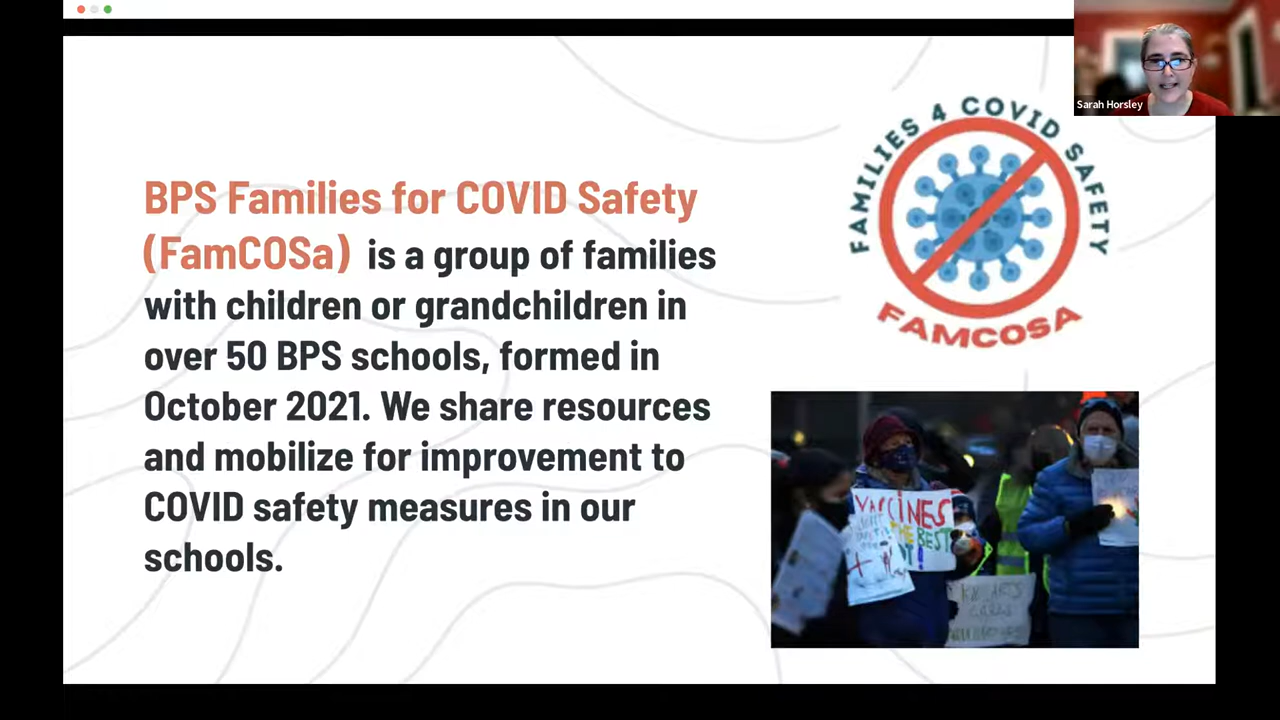 Sarah Horsley
FAMILIES 4 COVID SAFETY
FAMCOSA
BPS Families for COVID Safety
(FamCOSa) is a group of families
with children or grandchildren in
over 50 BPS schools, formed in
October 2021. We share resources
and mobilize for improvement to
COVID safety measures in our
schools.
VACCINES
THE BEST